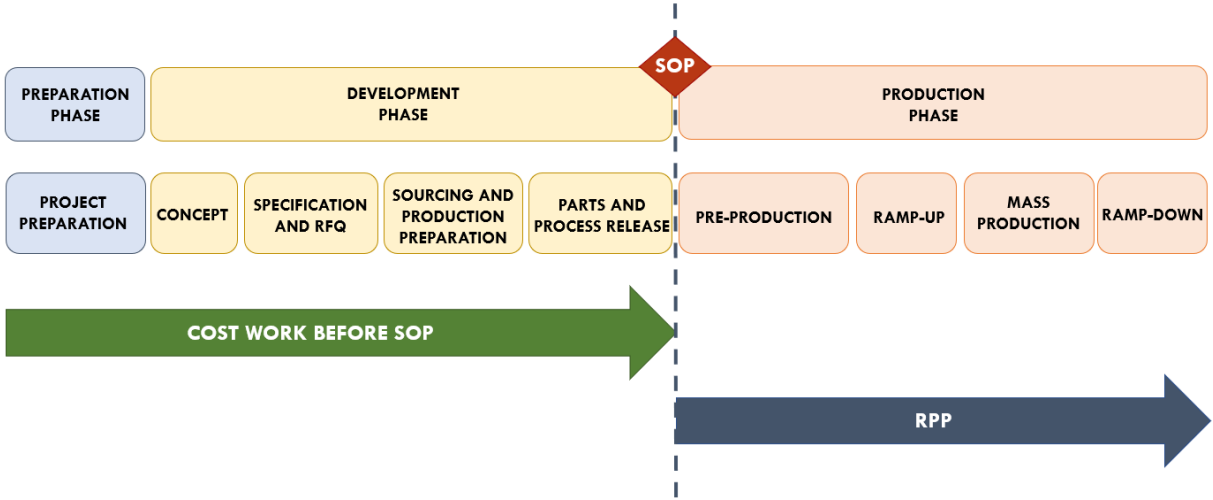 SOP
PREPARATION
PHASE
DEVELOPMENT
PHASE
PRODUCTION
PHASE
PROJECT
PREPARATION
CONCEPT
SPECIFICATION
AND RFQ
SOURCING AND
PRODUCTION
PREPARATION
PARTS AND
PROCESS RELEASE
PRE-PRODUCTION
RAMP-UP
MASS
PRODUCTION
RAMP-DOWN
COST WORK BEFORE SOP
RPP